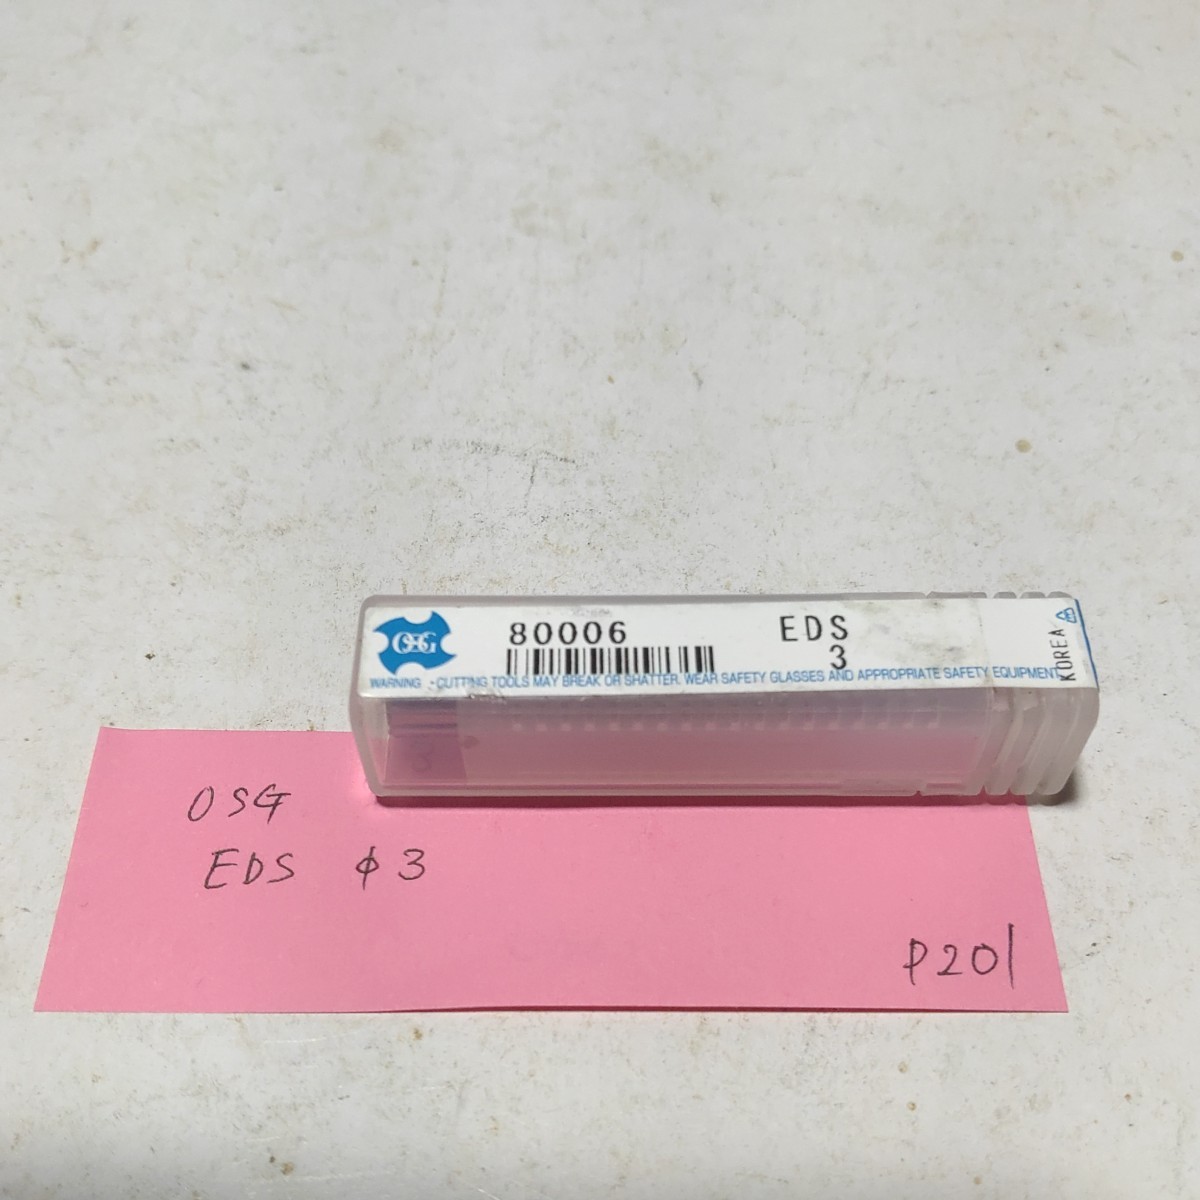 OSG
80006
EDS
3
WARNING • CUTTING TOOLS MAY BREAK OR SHATTER. WEAR SAFETY GLASSES AND APPROPRIATE SAFETY EQUIPMENT
KOREA
OSG
EDS φ3
P201